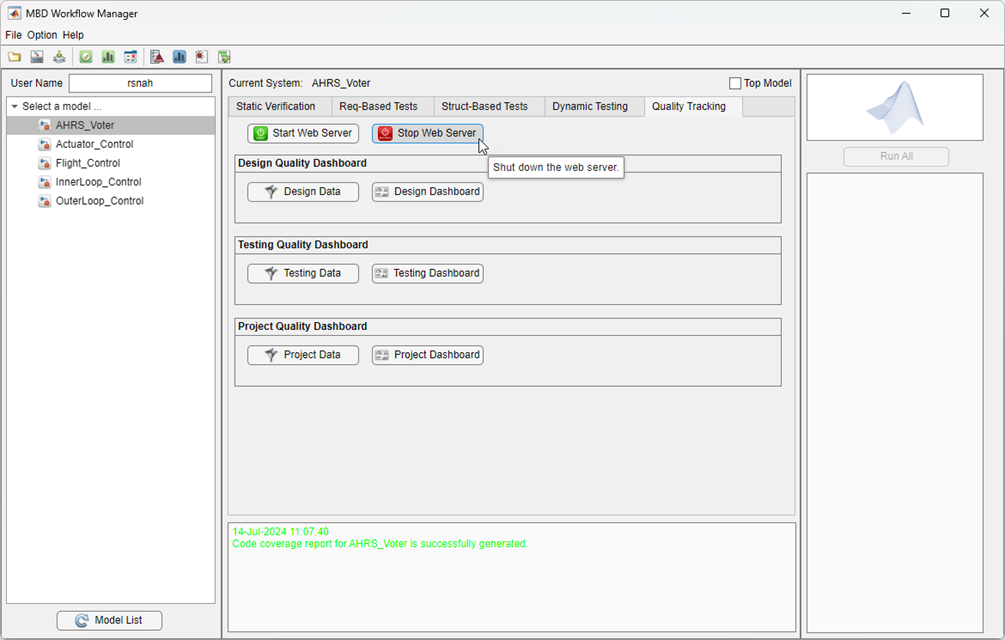 MBD Workflow Manager
File Option Help
User Name rsnah
Select a model ...
AHRS_Voter
Actuator_Control
Flight_Control
InnerLoop_Control
OuterLoop_Control
Model List
Current System: AHRS_Voter Top Model
Static Verification Req-Based Tests Struct-Based Tests Dynamic Testing Quality Tracking
Start Web Server Stop Web Server
Shut down the web server.
Design Quality Dashboard
Design Data Design Dashboard
Testing Quality Dashboard
Testing Data Testing Dashboard
Project Quality Dashboard
Project Data Project Dashboard
14-Jul-2024 11:07:40
Code coverage report for AHRS_Voter is successfully generated.
Run All